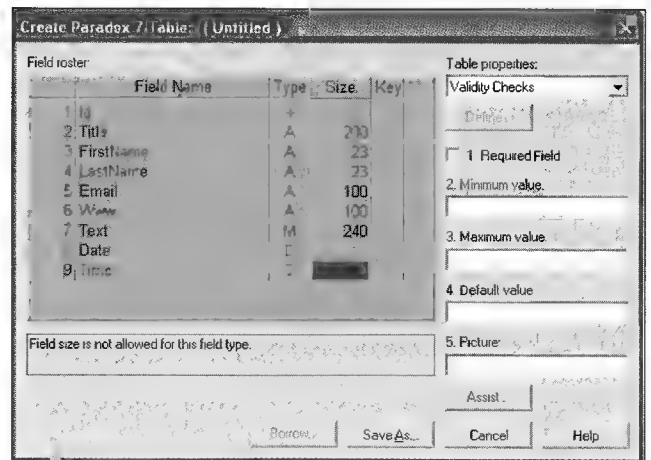 Create Paradox 7 Table: ( Untitled )
Field roster:
Field Name Type Size Key
1 Id +
2 Title A 200
3 FirstName A 23
4 LastName A 23
5 Email A 100
6 Www A 100
7 Text M 240
Date D
9 Time
Field size is not allowed for this field type.
Table properties:
Validity Checks
Define...
1 Required Field
2. Minimum value.
3. Maximum value.
4 Default value
5. Picture:
Assist..
Borrow...
Save As...
Cancel
Help